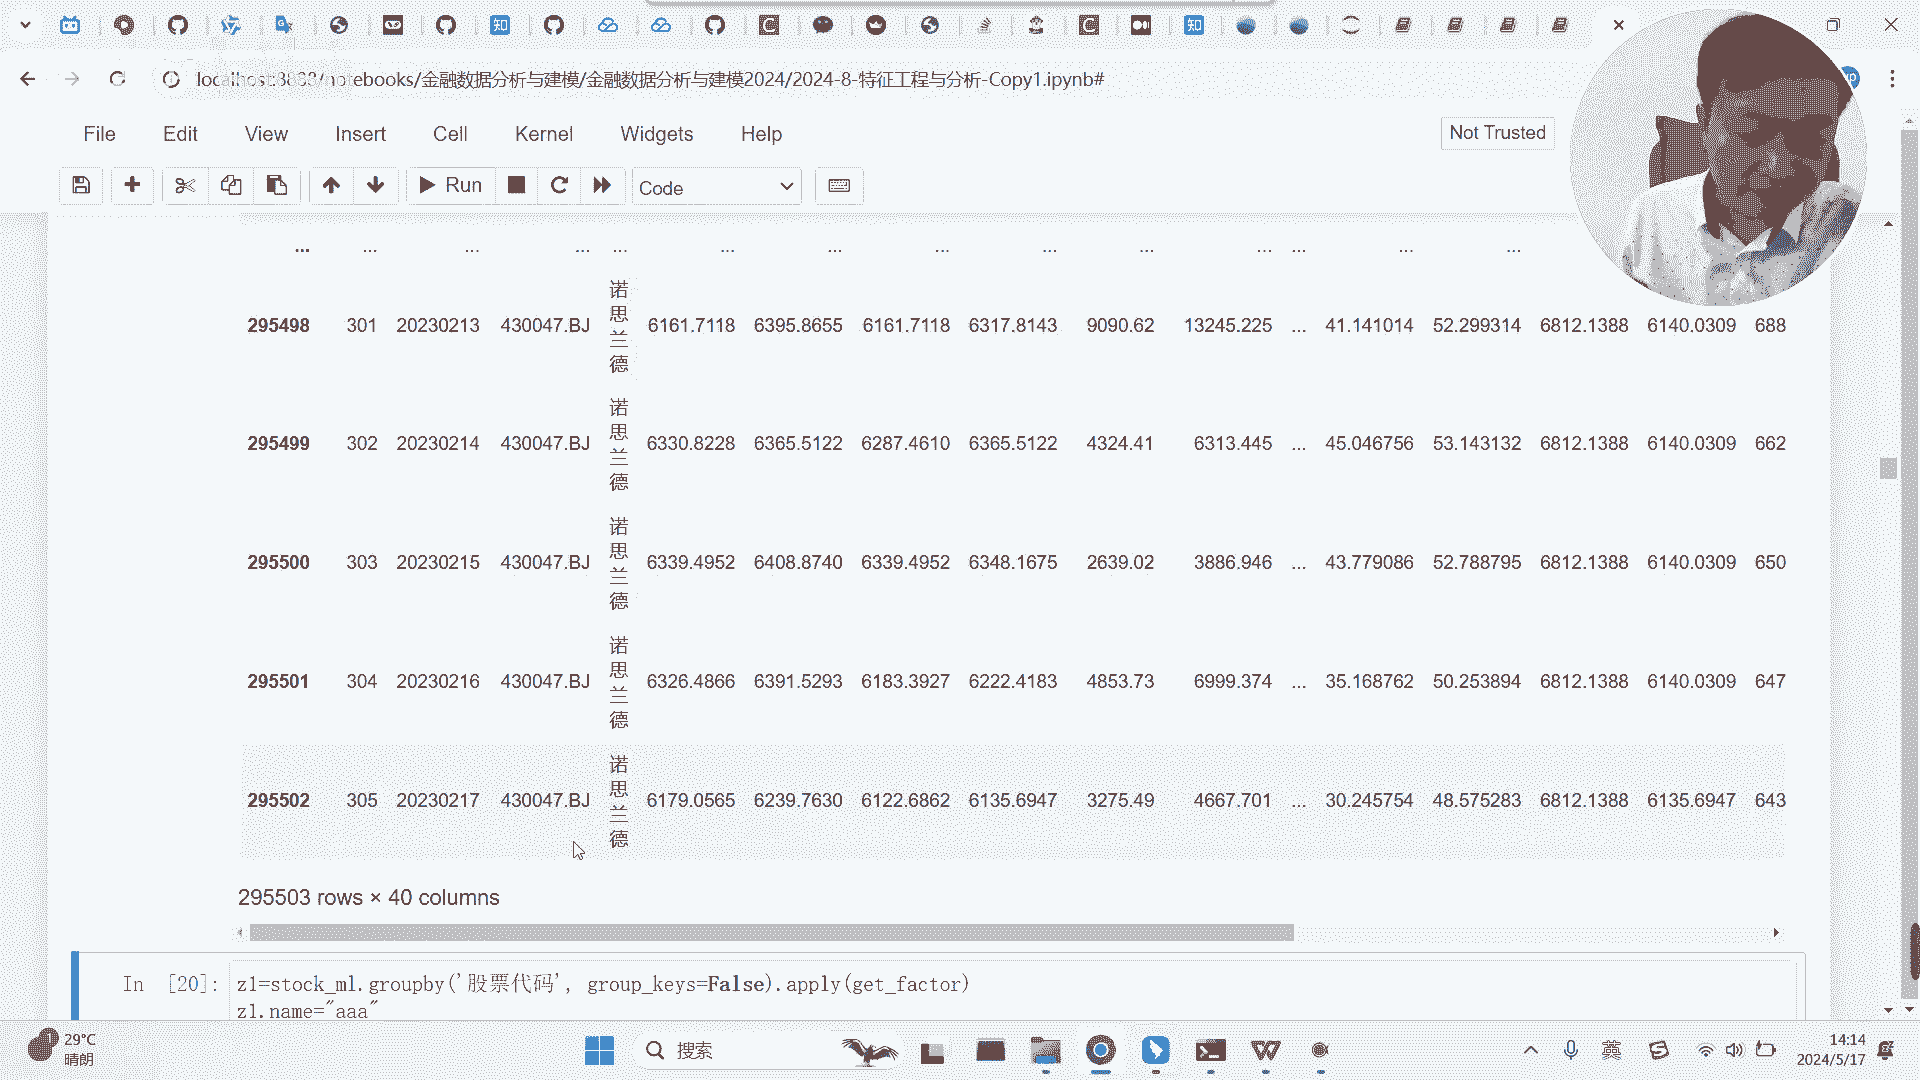 localhost:8888/notebooks/金融数据分析与建模/金融数据分析与建模2024/2024-8-特征工程与分析-Copy1.ipynb#
File Edit View Insert Cell Kernel Widgets Help
Not Trusted
Run Code
... ... ... ... ... ... ... ... ... ... ... ... ... ...
295498 301 20230213 430047.BJ 诺思兰德 6161.7118 6395.8655 6161.7118 6317.8143 9090.62 13245.225 ... 41.141014 52.299314 6812.1388 6140.0309 688
295499 302 20230214 430047.BJ 诺思兰德 6330.8228 6365.5122 6287.4610 6365.5122 4324.41 6313.445 ... 45.046756 53.143132 6812.1388 6140.0309 662
295500 303 20230215 430047.BJ 诺思兰德 6339.4952 6408.8740 6339.4952 6348.1675 2639.02 3886.946 ... 43.779086 52.788795 6812.1388 6140.0309 650
295501 304 20230216 430047.BJ 诺思兰德 6326.4866 6391.5293 6183.3927 6222.4183 4853.73 6999.374 ... 35.168762 50.253894 6812.1388 6140.0309 647
295502 305 20230217 430047.BJ 诺思兰德 6179.0565 6239.7630 6122.6862 6135.6947 3275.49 4667.701 ... 30.245754 48.575283 6812.1388 6135.6947 643
295503 rows × 40 columns
In [20]: z1=stock_ml.groupby('股票代码', group_keys=False).apply(get_factor)
z1.name="aaa"
29°C
晴朗
搜索
英
14:14
2024/5/17